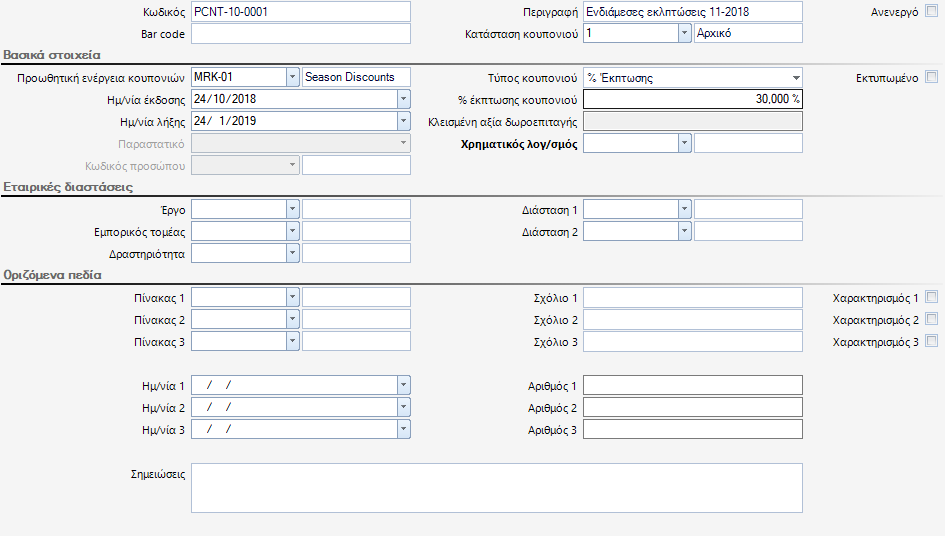 Κωδικός PCNT-10-0001 Περιγραφή Ενδιάμεσες εκλπτώσεις 11-2018 Ανενεργό
Bar code Κατάσταση κουπονιού 1 Αρχικό
Βασικά στοιχεία
Προωθητική ενέργεια κουπονιών MRK-01 Season Discounts Τύπος κουπονιού % Έκπτωσης Εκτυπωμένο
Ημ/νία έκδοσης 24/10/2018 % έκπτωσης κουπονιού 30,000 %
Ημ/νία λήξης 24/ 1/2019 Κλεισμένη αξία δωροεπιταγής
Παραστατικό Χρηματικός λογ/σμός
Κωδικός προσώπου
Εταιρικές διαστάσεις
Έργο Διάσταση 1
Εμπορικός τομέας Διάσταση 2
Δραστηριότητα
Οριζόμενα πεδία
Πίνακας 1 Σχόλιο 1 Χαρακτηρισμός 1
Πίνακας 2 Σχόλιο 2 Χαρακτηρισμός 2
Πίνακας 3 Σχόλιο 3 Χαρακτηρισμός 3
Ημ/νία 1 / / Αριθμός 1
Ημ/νία 2 / / Αριθμός 2
Ημ/νία 3 / / Αριθμός 3
Σημειώσεις